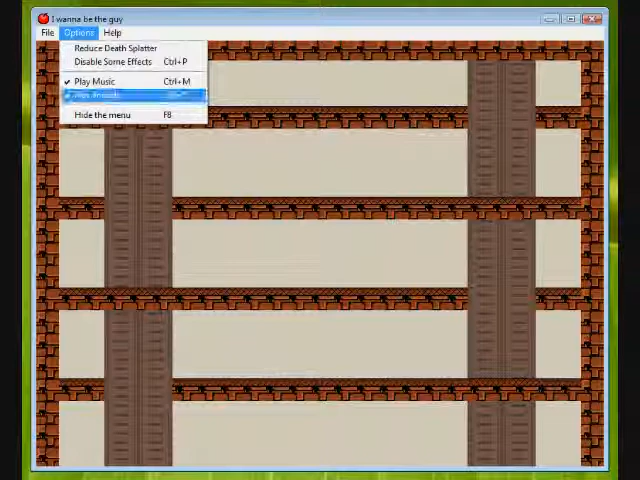 I wanna be the guy
File Options Help
Reduce Death Splatter
Disable Some Effects Ctrl+P
Play Music Ctrl+M
Hide the menu F8